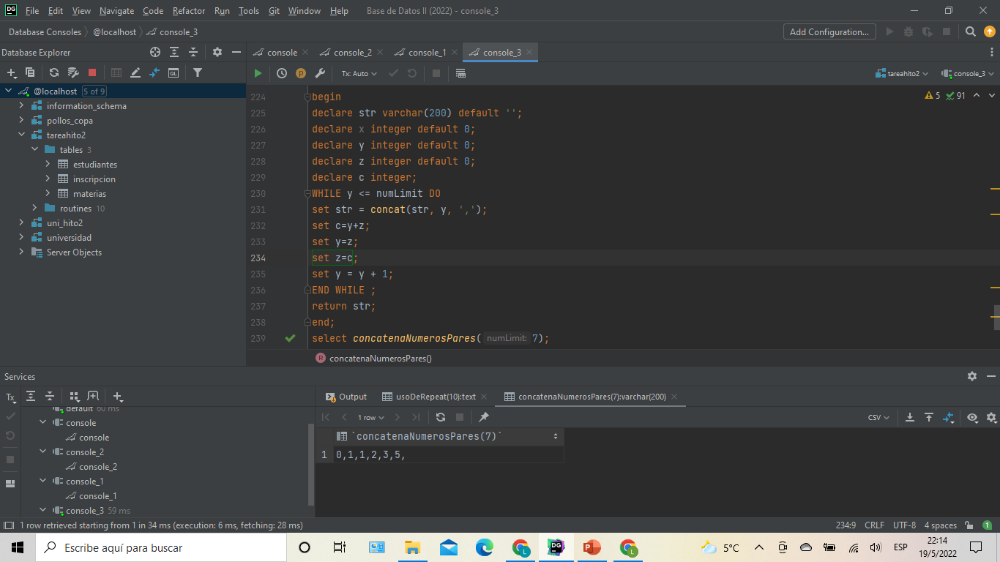 DG File Edit View Navigate Code Refactor Run Tools Git Window Help Base de Datos II (2022) - console_3
Database Consoles @localhost console_3 Add Configuration...
Database Explorer
console console_2 console_1 console_3
Tx: Auto tareahito2 console_3
@localhost 5 of 9
information_schema
pollos_copa
tareahito2
tables 3
estudiantes
inscripcion
materias
routines 10
uni_hito2
universidad
Server Objects
5 91
224 begin
225 declare str varchar(200) default '';
226 declare x integer default 0;
227 declare y integer default 0;
228 declare z integer default 0;
229 declare c integer;
230 WHILE y <= numLimit DO
231 set str = concat(str, y, ',');
232 set c=y+z;
233 set y=z;
234 set z=c;
235 set y = y + 1;
236 END WHILE ;
237 return str;
238 end;
239 select concatenaNumerosPares( numLimit: 7);
R concatenaNumerosPares()
Services
Tx
default 60 ms
console
console
console_2
console_2
console_1
console_1
console_3 59 ms
Output usoDeRepeat(10):text concatenaNumerosPares(7):varchar(200)
1 row CSV
`concatenaNumerosPares(7)`
1 0,1,1,2,3,5,
1 row retrieved starting from 1 in 34 ms (execution: 6 ms, fetching: 28 ms) 234:9 CRLF UTF-8 4 spaces 1
Escribe aquí para buscar
5°C
ESP
22:14
19/5/2022